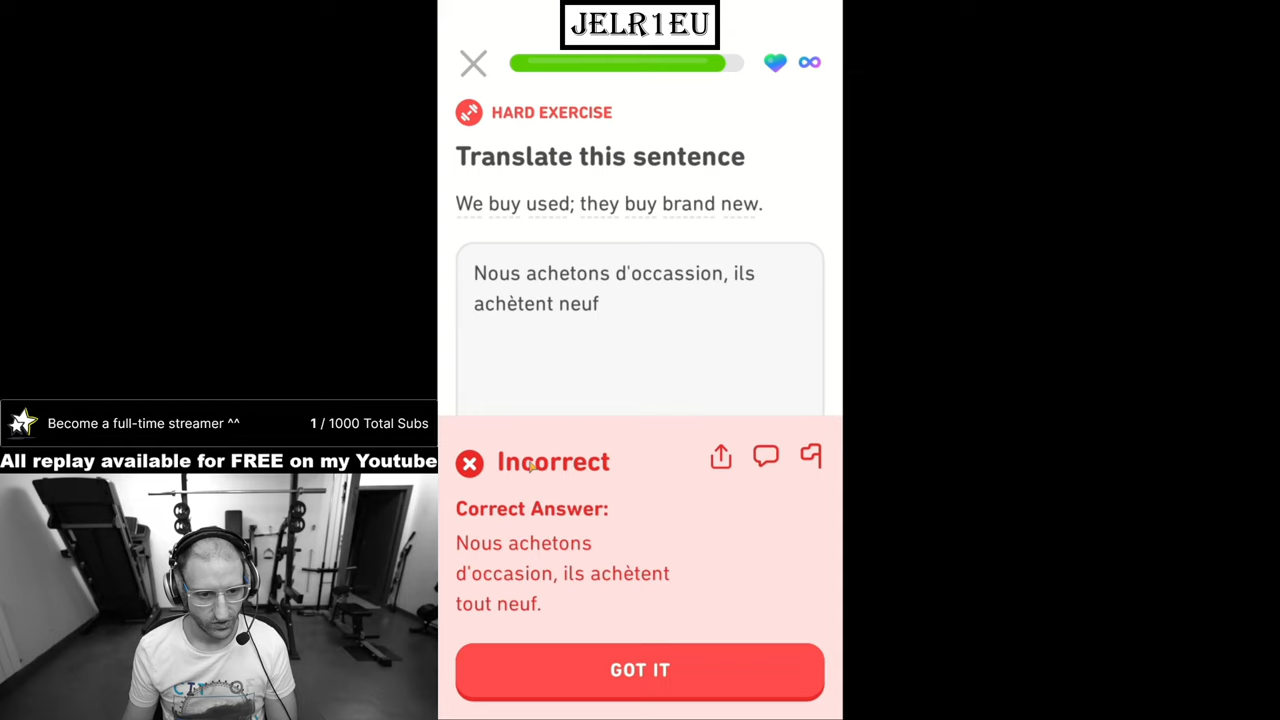 JELR1EU
HARD EXERCISE
Translate this sentence
We buy used; they buy brand new.
Nous achetons d'occassion, ils
achètent neuf
Become a full-time streamer ^^ 1 / 1000 Total Subs
All replay available for FREE on my Youtube
Incorrect
Correct Answer:
Nous achetons
d'occasion, ils achètent
tout neuf.
GOT IT
CIT